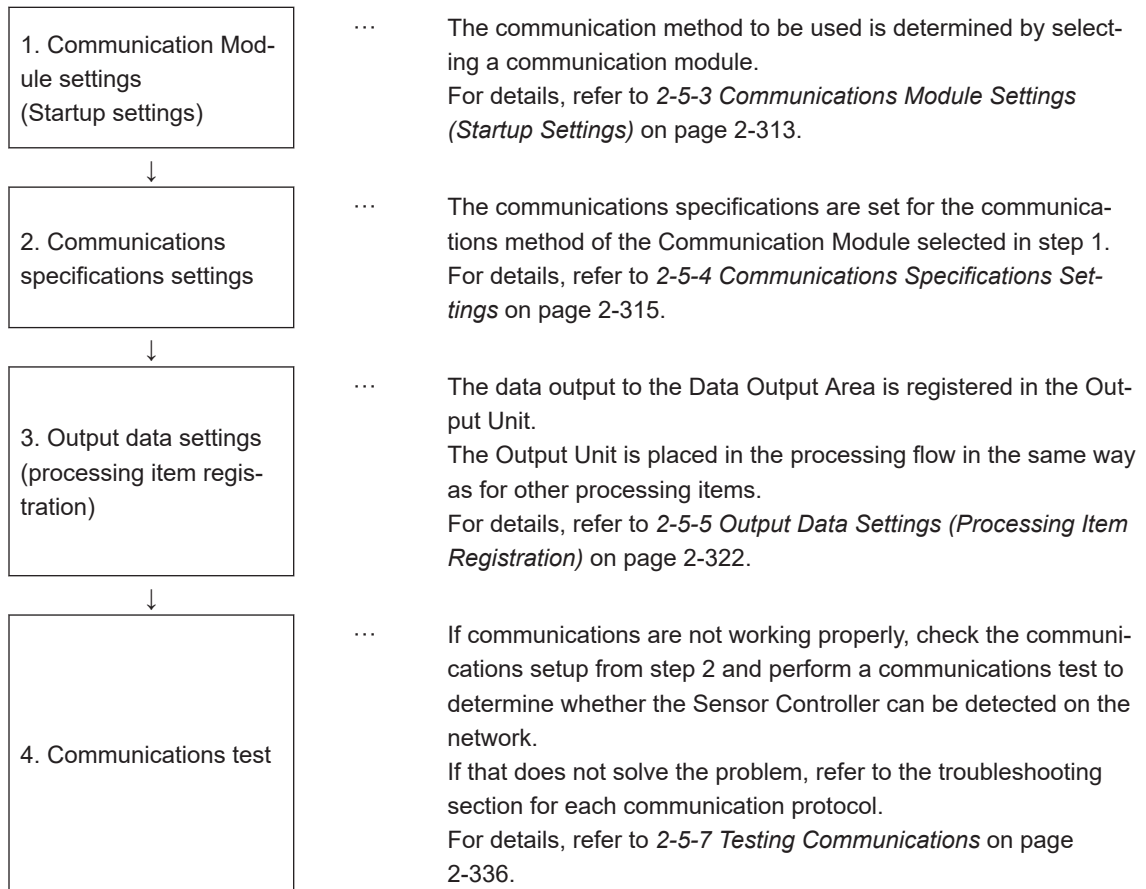 1. Communication Mod-
ule settings
(Startup settings)
… The communication method to be used is determined by select-
ing a communication module.
For details, refer to 2-5-3 Communications Module Settings
(Startup Settings) on page 2-313.
↓
2. Communications
specifications settings
… The communications specifications are set for the communica-
tions method of the Communication Module selected in step 1.
For details, refer to 2-5-4 Communications Specifications Set-
tings on page 2-315.
↓
3. Output data settings
(processing item regis-
tration)
… The data output to the Data Output Area is registered in the Out-
put Unit.
The Output Unit is placed in the processing flow in the same way
as for other processing items.
For details, refer to 2-5-5 Output Data Settings (Processing Item
Registration) on page 2-322.
↓
4. Communications test
… If communications are not working properly, check the communi-
cations setup from step 2 and perform a communications test to
determine whether the Sensor Controller can be detected on the
network.
If that does not solve the problem, refer to the troubleshooting
section for each communication protocol.
For details, refer to 2-5-7 Testing Communications on page
2-336.